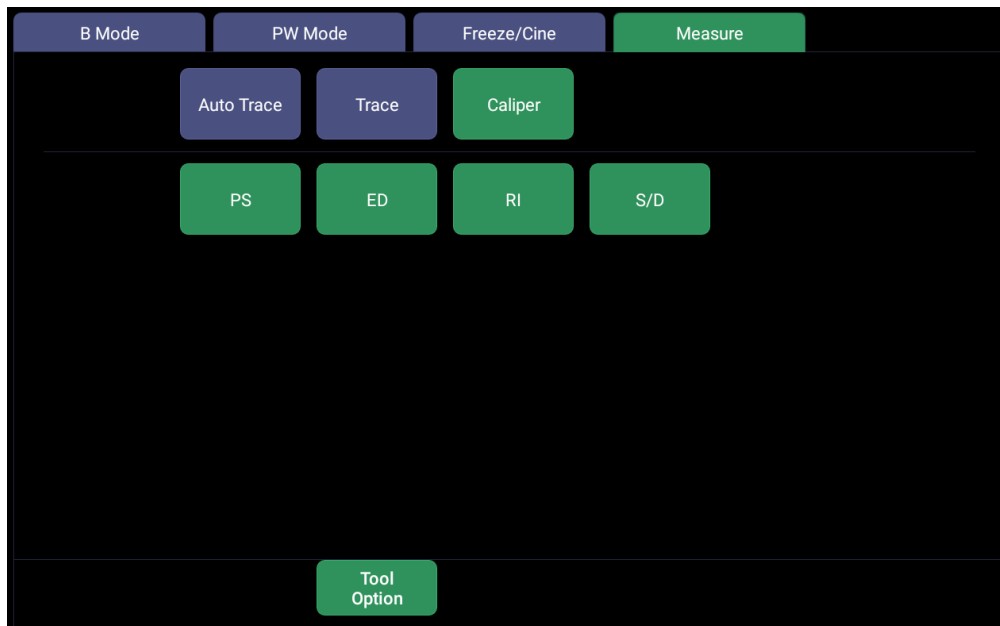 B Mode PW Mode Freeze/Cine Measure
Auto Trace Trace Caliper
PS ED RI S/D
Tool
Option